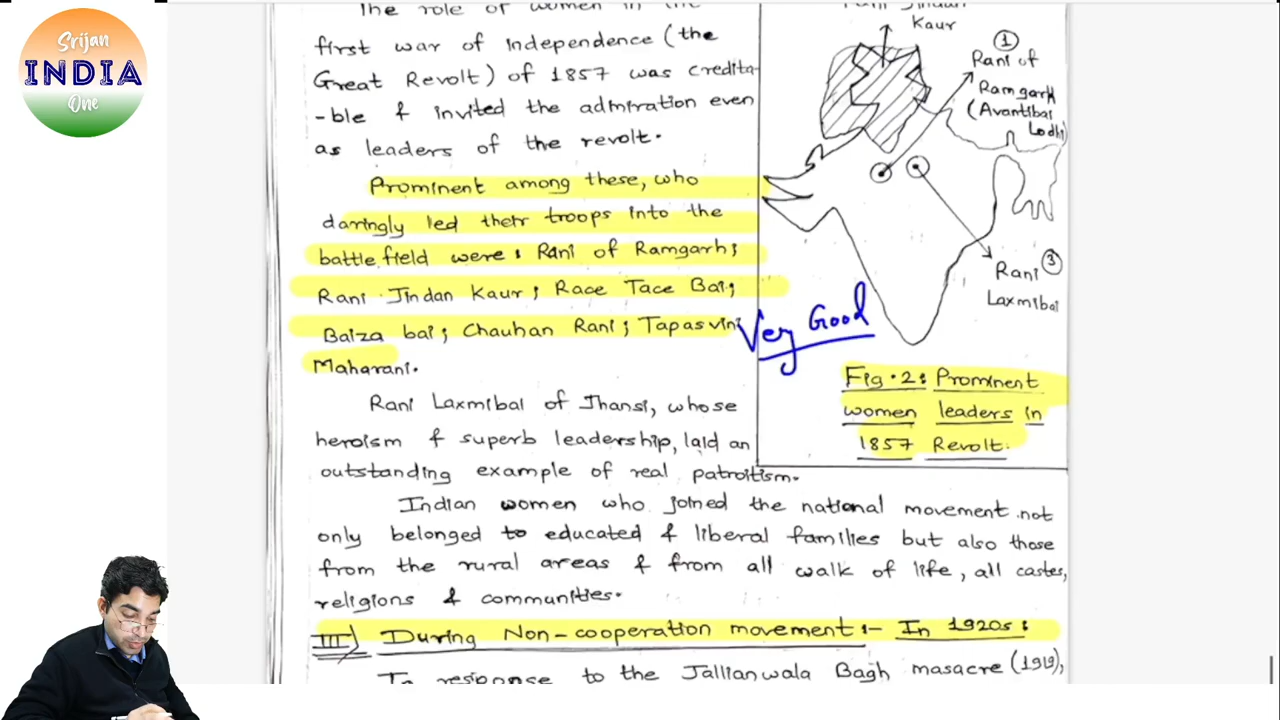 Srijan
INDIA
One
The role of women in the
first war of independence (the
Great Revolt) of 1857 was credita-
-ble & invited the admiration even
as leaders of the revolt.
Prominent among these, who
daringly led their troops into the
battle field were: Rani of Ramgarh;
Rani Jindan Kaur; Race Tace Bai;
Baiza bai; Chauhan Rani; Tapasvini
Maharani.
Rani Laxmibai of Jhansi, whose
heroism & superb leadership, laid an
outstanding example of real patroitism.
Indian women who joined the national movement not
only belonged to educated & liberal families but also those
from the rural areas & from all walk of life, all castes,
religions & communities.
III) During Non-cooperation movement :- In 1920s :
In response to the Jallianwala Bagh masacre (1919),
Rani Jindan
Kaur
1
Rani of
Ramgarh
(Avantibai
Lodhi)
3
Rani
Laxmibai
Very Good
Fig.2: Prominent
women leaders in
1857 Revolt.